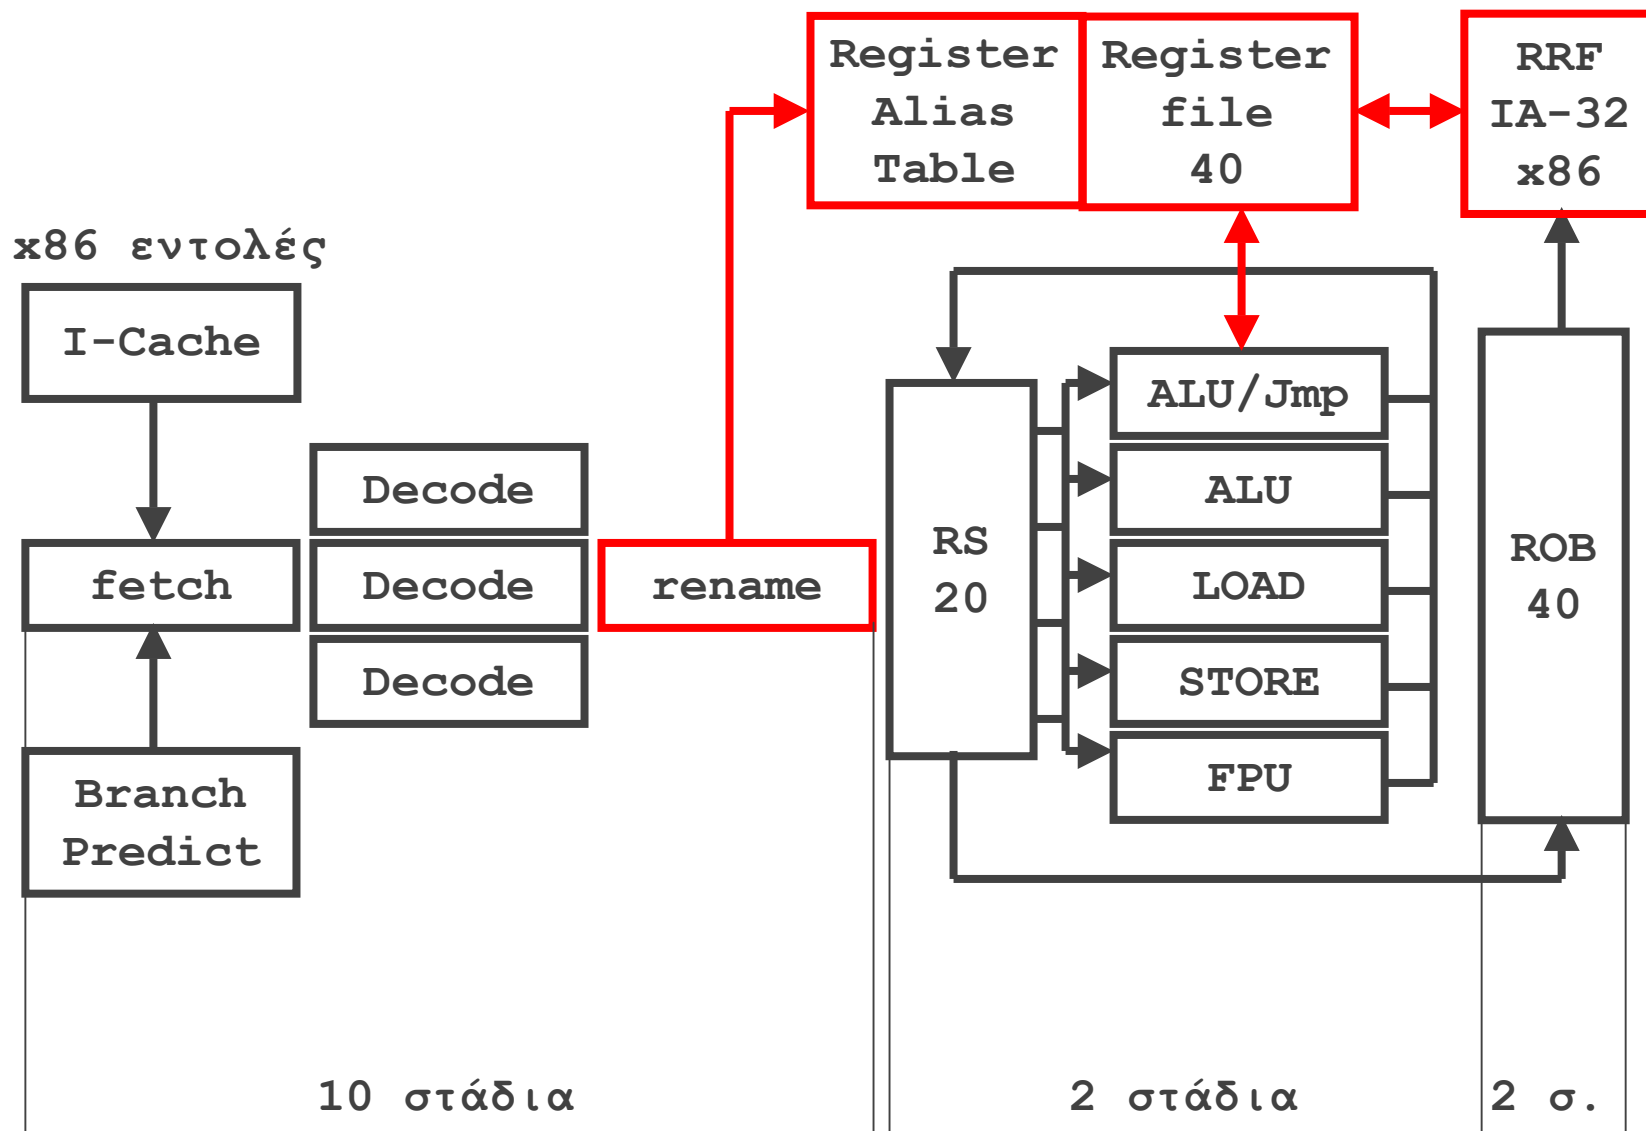 Register
Alias
Table
Register
file
40
RRF
IA-32
x86
x86 εντολές
I-Cache
fetch
Branch
Predict
Decode
Decode
Decode
rename
RS
20
ALU/Jmp
ALU
LOAD
STORE
FPU
ROB
40
10 στάδια
2 στάδια
2 σ.